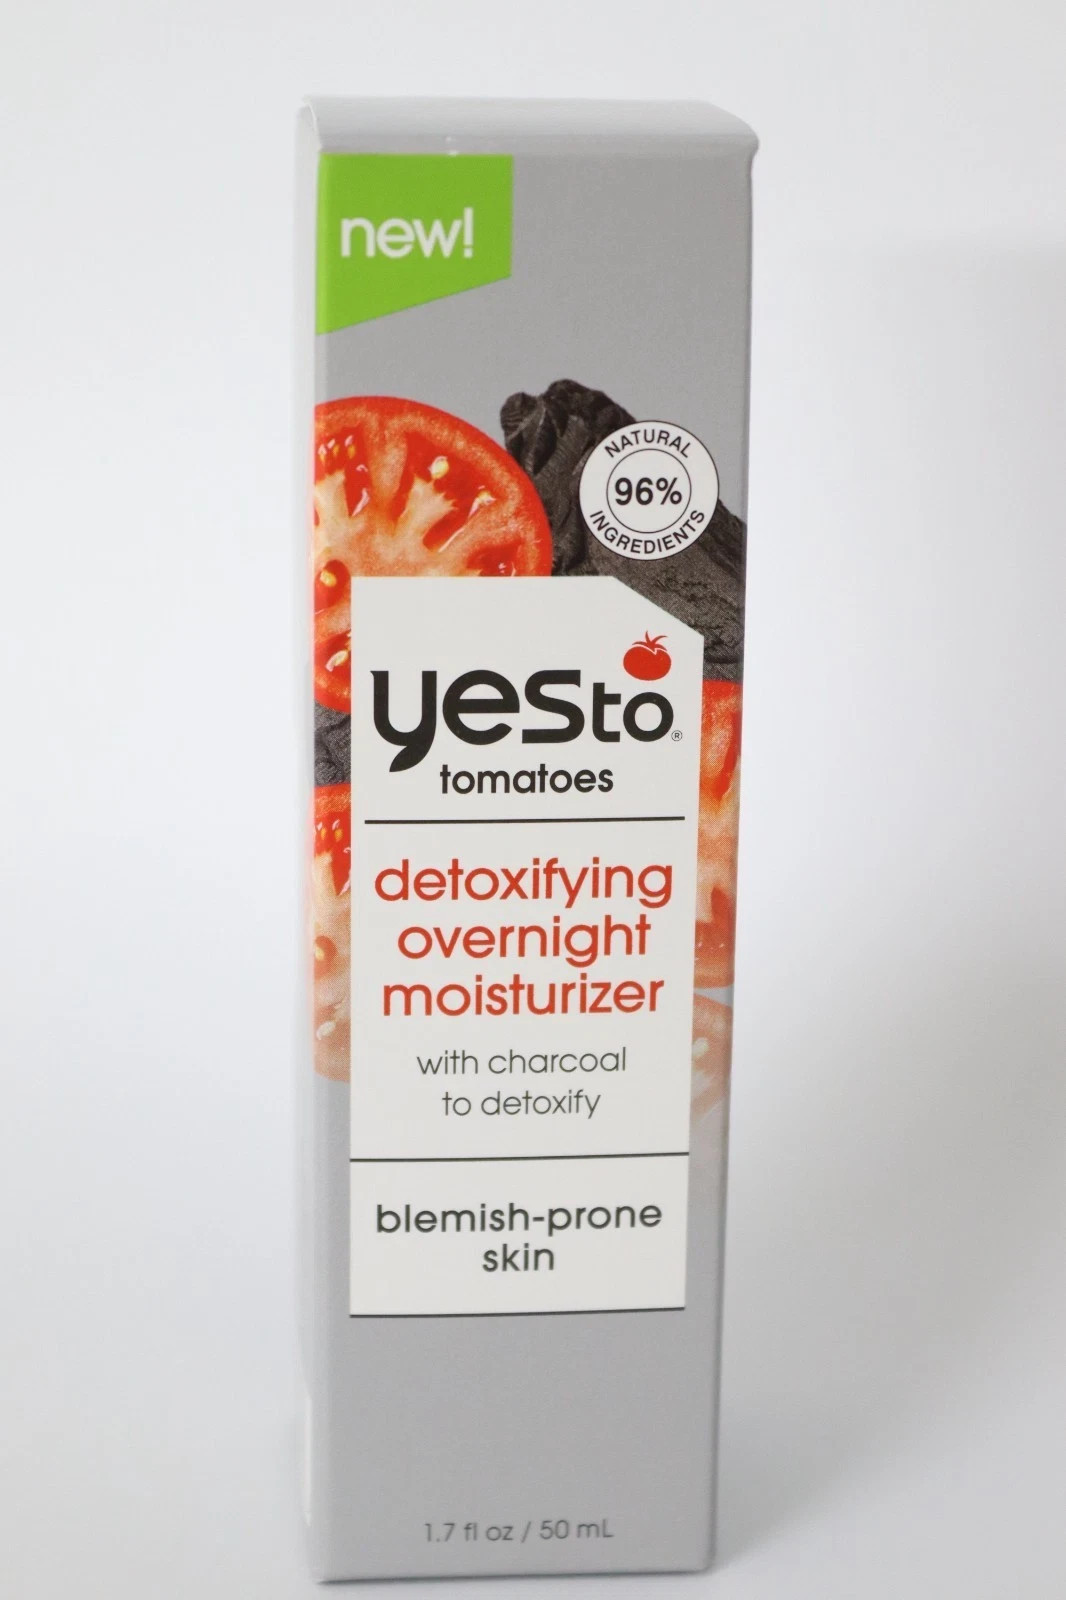 new!
NATURAL
96%
INGREDIENTS
yesto®
tomatoes
detoxifying
overnight
moisturizer
with charcoal
to detoxify
blemish-prone
skin
1.7 fl oz / 50 mL